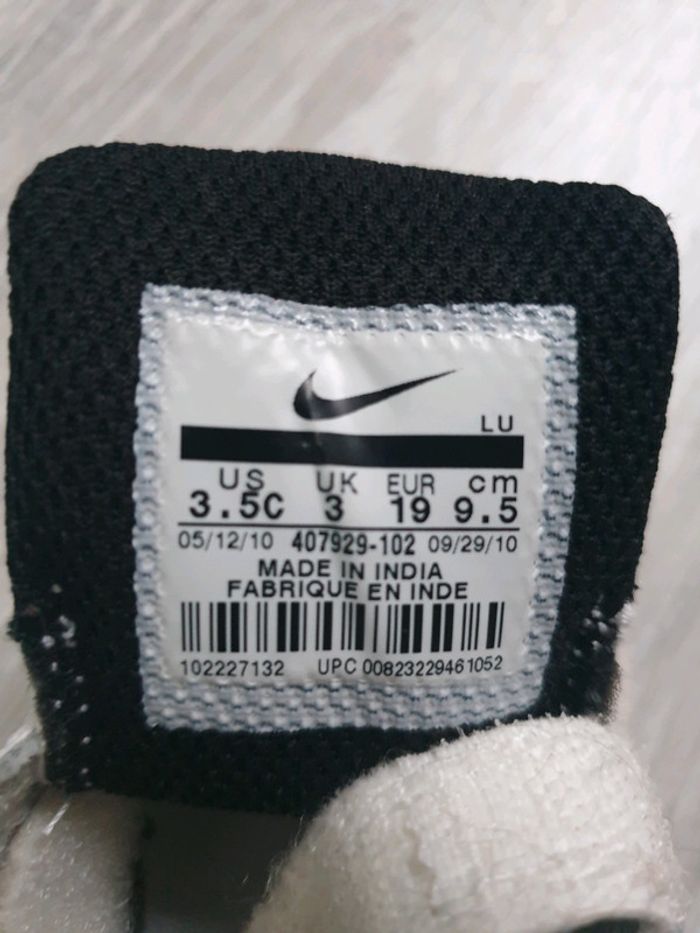 LU
US UK EUR cm
3.5C 3 19 9.5
05/12/10 407929-102 09/29/10
MADE IN INDIA
FABRIQUE EN INDE
102227132 UPC 00823229461052